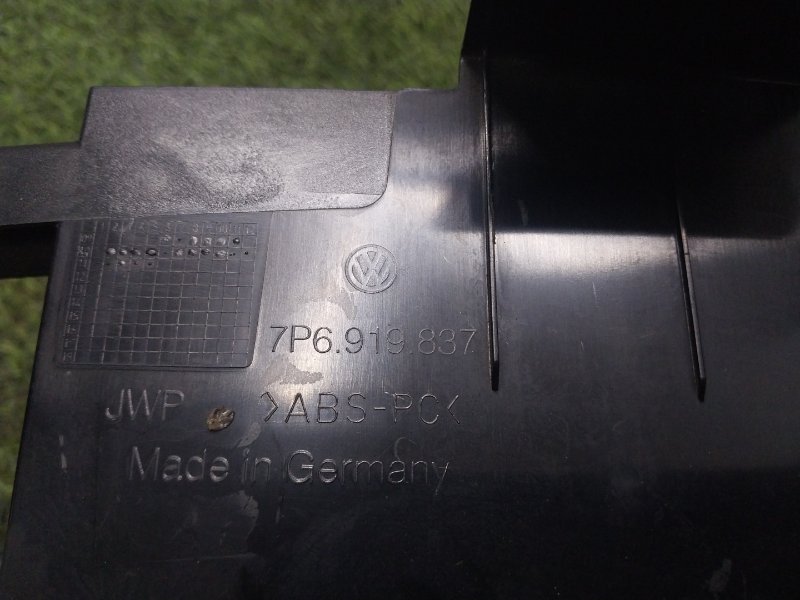 7P6.919.837
JWP >ABS-PC<
Made in Germany